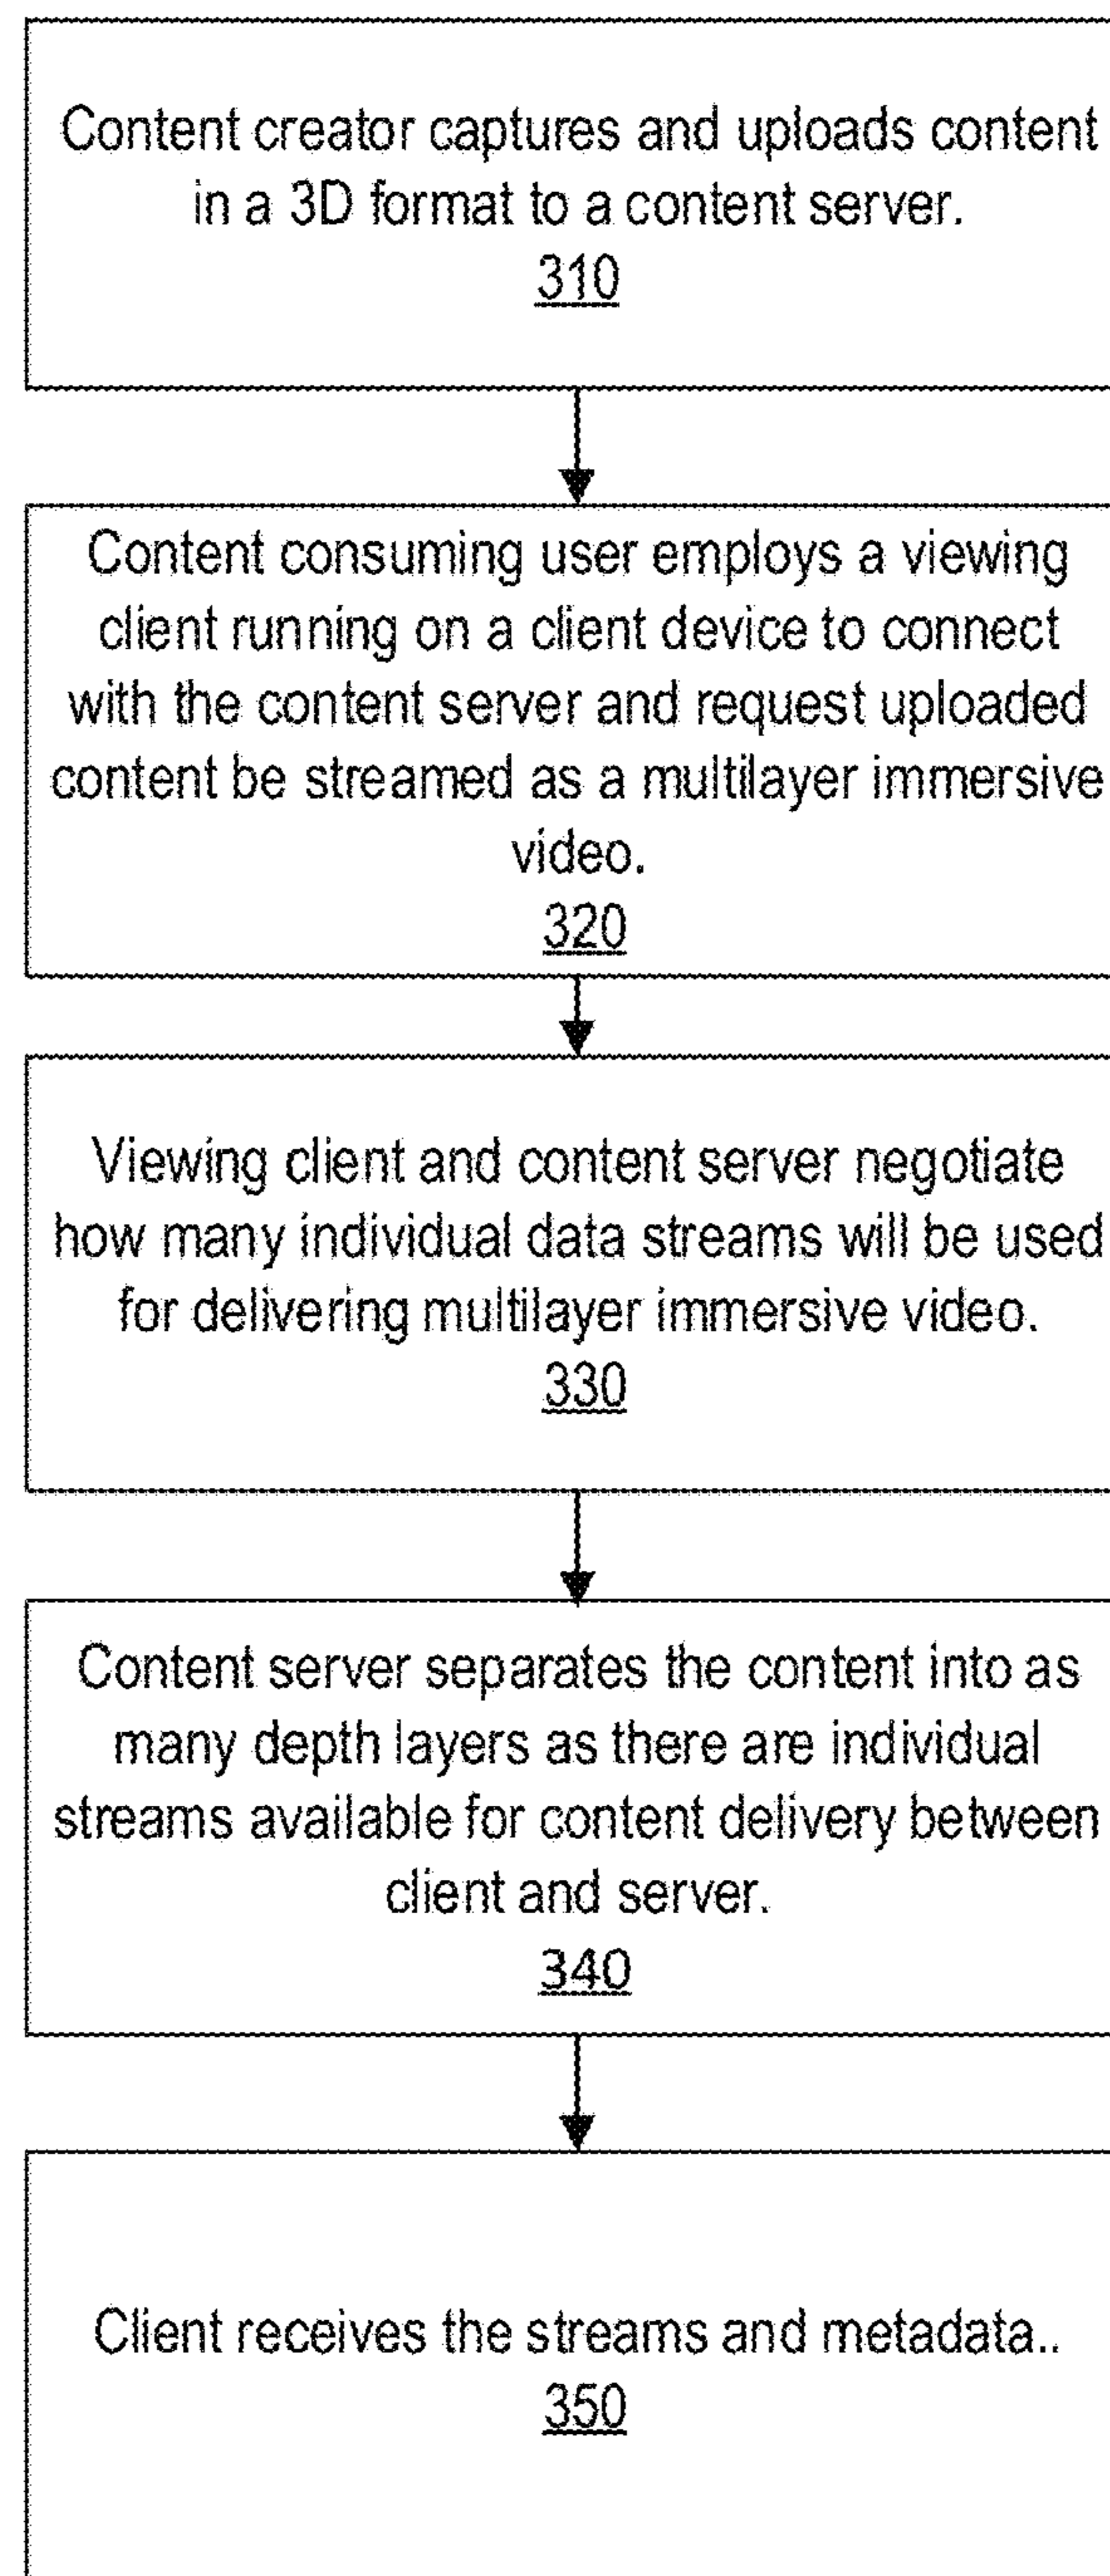 Content creator captures and uploads content
in a 3D format to a content server.
310
Content consuming user employs a viewing
client running on a client device to connect
with the content server and request uploaded
content be streamed as a multilayer immersive
video.
320
Viewing client and content server negotiate
how many individual data streams will be used
for delivering multilayer immersive video.
330
Content server separates the content into as
many depth layers as there are individual
streams available for content delivery between
client and server.
340
Client receives the streams and metadata..
350